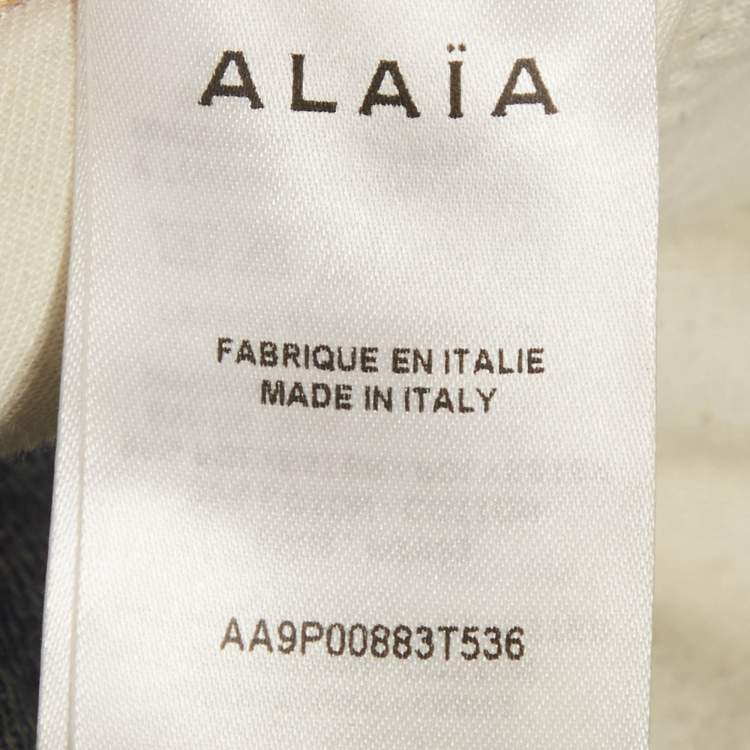 ALAÏA
FABRIQUE EN ITALIE
MADE IN ITALY
AA9P00883T536